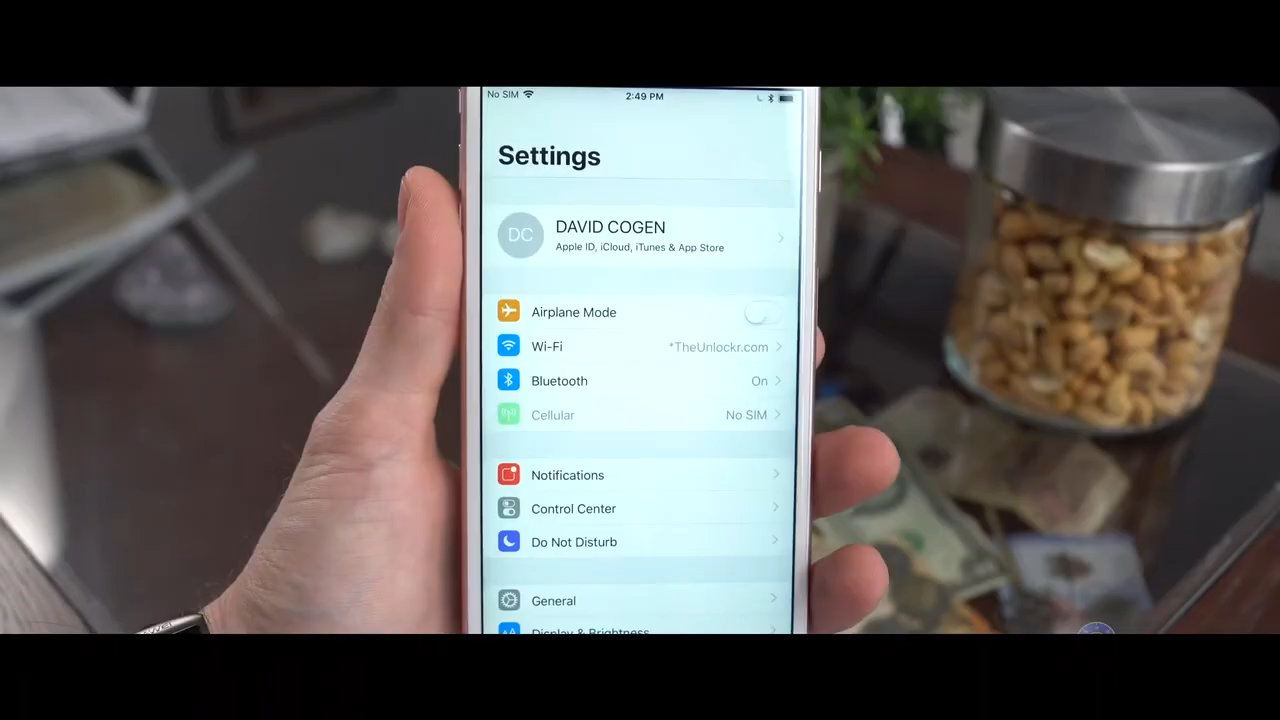 No SIM 2:49 PM
Settings
DC
DAVID COGEN
Apple ID, iCloud, iTunes & App Store
Airplane Mode
Wi-Fi *TheUnlockr.com
Bluetooth On
Cellular No SIM
Notifications
Control Center
Do Not Disturb
General
Display & Brightness